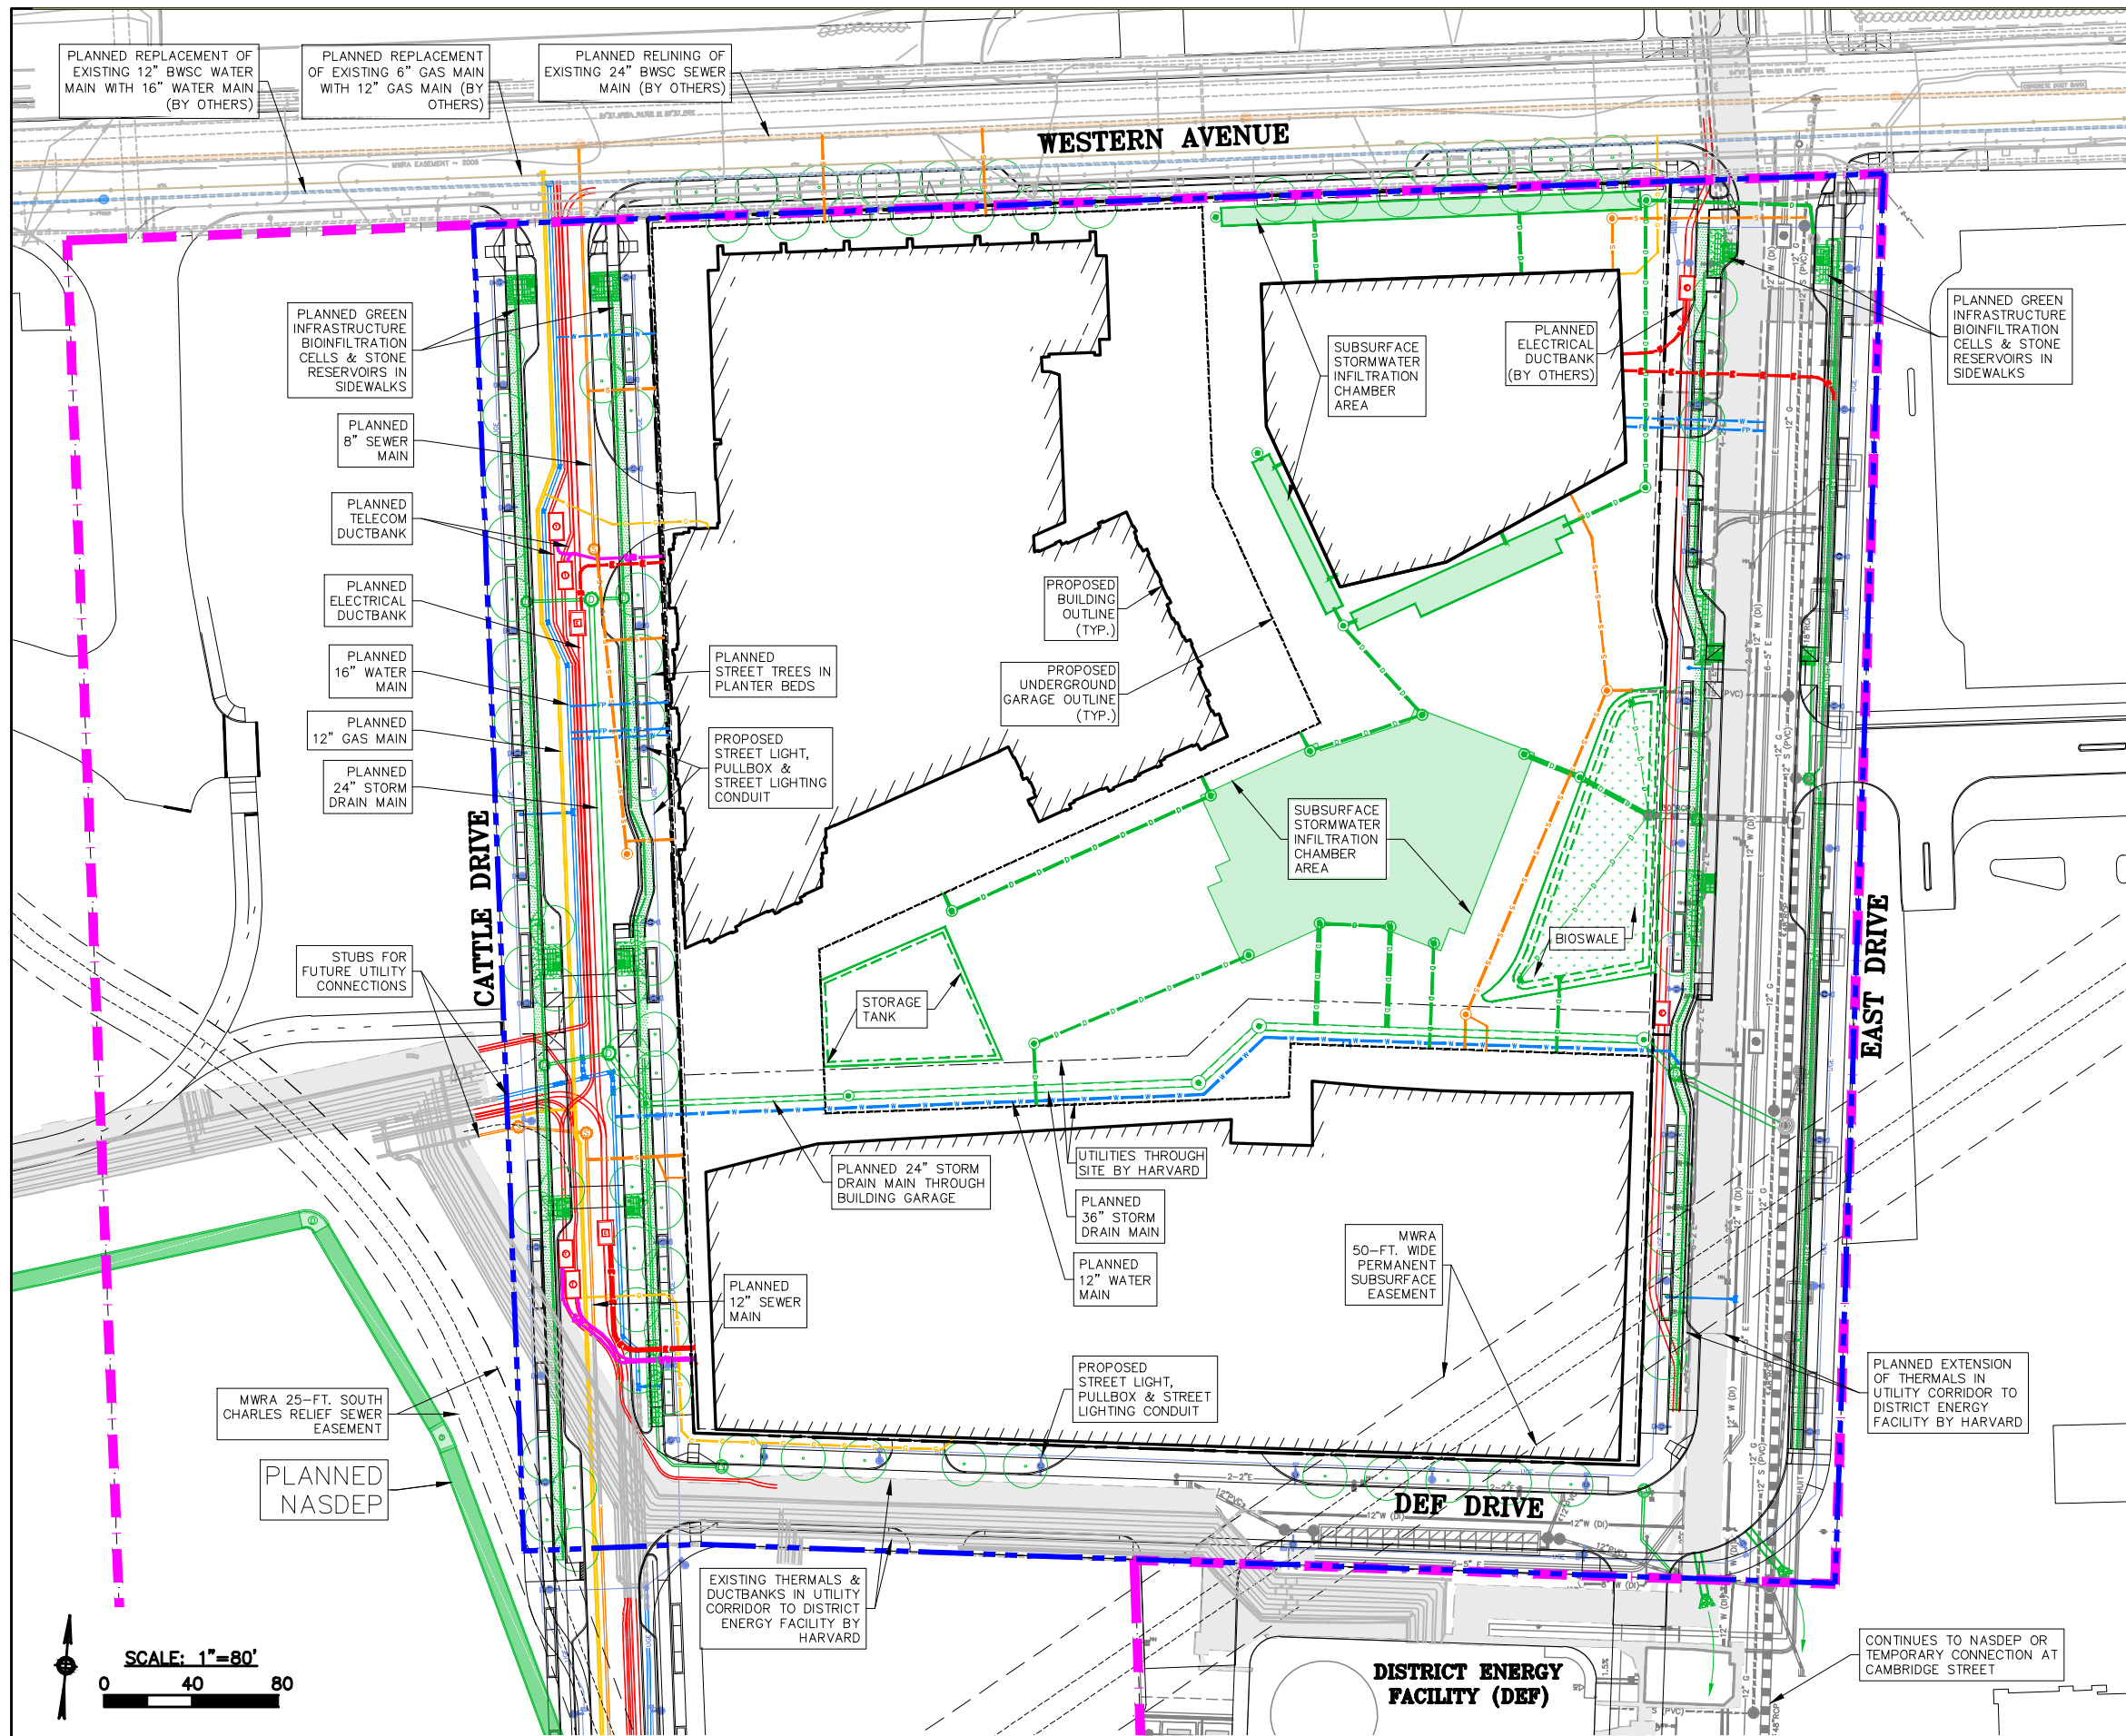 PLANNED REPLACEMENT OF
EXISTING 12" BWSC WATER
MAIN WITH 16" WATER MAIN
(BY OTHERS)
PLANNED REPLACEMENT
OF EXISTING 6" GAS MAIN
WITH 12" GAS MAIN (BY
OTHERS)
PLANNED RELINING OF
EXISTING 24" BWSC SEWER
MAIN (BY OTHERS)
WESTERN AVENUE
MWRA EASEMENT – 2006
PLANNED GREEN
INFRASTRUCTURE
BIOINFILTRATION
CELLS & STONE
RESERVOIRS IN
SIDEWALKS
SUBSURFACE
STORMWATER
INFILTRATION
CHAMBER
AREA
PLANNED
ELECTRICAL
DUCTBANK
(BY OTHERS)
PLANNED GREEN
INFRASTRUCTURE
BIOINFILTRATION
CELLS & STONE
RESERVOIRS IN
SIDEWALKS
PLANNED
8" SEWER
MAIN
PLANNED
TELECOM
DUCTBANK
PLANNED
ELECTRICAL
DUCTBANK
PLANNED
16" WATER
MAIN
PLANNED
12" GAS MAIN
PLANNED
24" STORM
DRAIN MAIN
PROPOSED
BUILDING
OUTLINE
(TYP.)
PROPOSED
UNDERGROUND
GARAGE OUTLINE
(TYP.)
PLANNED
STREET TREES IN
PLANTER BEDS
PROPOSED
STREET LIGHT,
PULLBOX &
STREET LIGHTING
CONDUIT
SUBSURFACE
STORMWATER
INFILTRATION
CHAMBER
AREA
CATTLE DRIVE
EAST DRIVE
BIOSWALE
STUBS FOR
FUTURE UTILITY
CONNECTIONS
STORAGE
TANK
PLANNED 24" STORM
DRAIN MAIN THROUGH
BUILDING GARAGE
UTILITIES THROUGH
SITE BY HARVARD
PLANNED
36" STORM
DRAIN MAIN
PLANNED
12" WATER
MAIN
MWRA
50–FT. WIDE
PERMANENT
SUBSURFACE
EASEMENT
PLANNED
12" SEWER
MAIN
PROPOSED
STREET LIGHT,
PULLBOX & STREET
LIGHTING CONDUIT
PLANNED EXTENSION
OF THERMALS IN
UTILITY CORRIDOR TO
DISTRICT ENERGY
FACILITY BY HARVARD
MWRA 25–FT. SOUTH
CHARLES RELIEF SEWER
EASEMENT
PLANNED
NASDEP
2–2"E
12"W (DI)
12"W (DI)
DEF DRIVE
EXISTING THERMALS &
DUCTBANKS IN UTILITY
CORRIDOR TO DISTRICT
ENERGY FACILITY BY
HARVARD
DISTRICT ENERGY
FACILITY (DEF)
CONTINUES TO NASDEP OR
TEMPORARY CONNECTION AT
CAMBRIDGE STREET
SCALE: 1"=80'
0 40 80